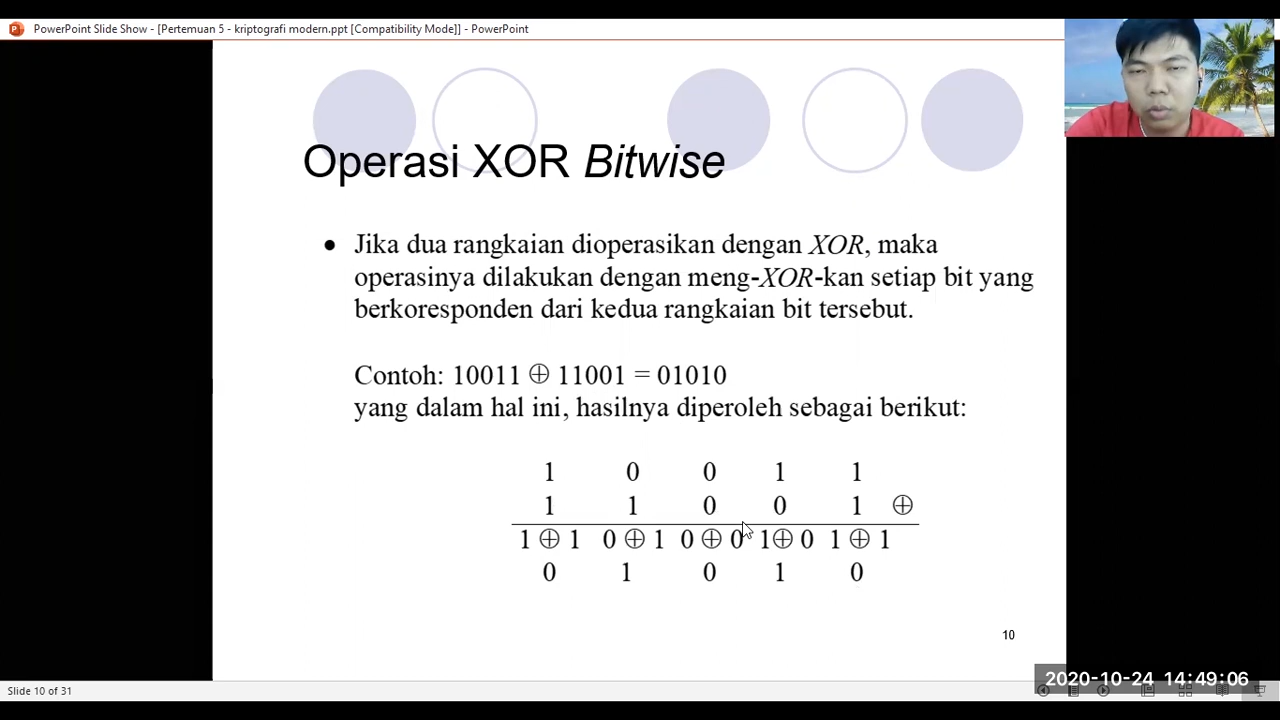 PowerPoint Slide Show - [Pertemuan 5 - kriptografi modern.ppt [Compatibility Mode]] - PowerPoint
Operasi XOR Bitwise
● Jika dua rangkaian dioperasikan dengan XOR, maka
operasinya dilakukan dengan meng-XOR-kan setiap bit yang
berkoresponden dari kedua rangkaian bit tersebut.
Contoh: 10011 ⊕ 11001 = 01010
yang dalam hal ini, hasilnya diperoleh sebagai berikut:
1 0 0 1 1
1 1 0 0 1 ⊕
1 ⊕ 1 0 ⊕ 1 0 ⊕ 0 1⊕ 0 1 ⊕ 1
0 1 0 1 0
10
2020-10-24 14:49:06
Slide 10 of 31